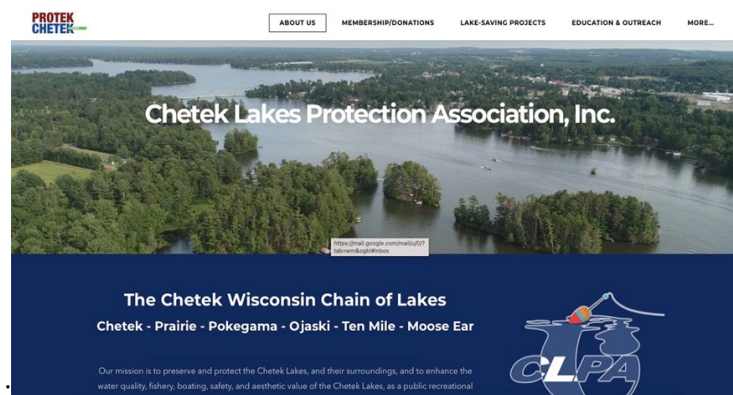 PROTEK
CHETEK
ABOUT US MEMBERSHIP/DONATIONS LAKE-SAVING PROJECTS EDUCATION & OUTREACH MORE...
Chetek Lakes Protection Association, Inc.
https://mail.google.com/mail/u/0/?
tab=rm&ogbl#inbox
The Chetek Wisconsin Chain of Lakes
Chetek - Prairie - Pokegama - Ojaski - Ten Mile - Moose Ear
CLPA
Our mission is to preserve and protect the Chetek Lakes, and their surroundings, and to enhance the
water quality, fishery, boating, safety, and aesthetic value of the Chetek Lakes, as a public recreational